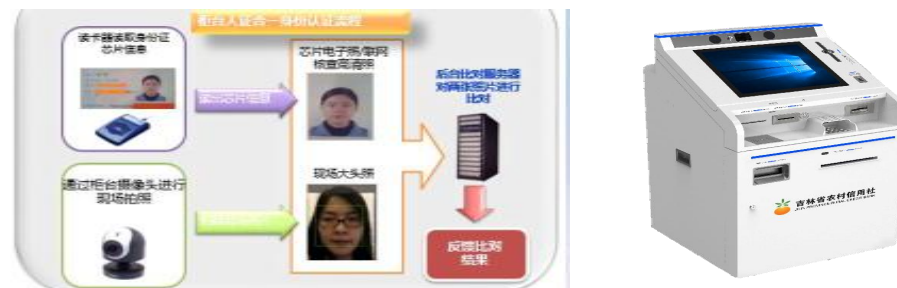 柜台人证合一身份认证流程
读卡器读取身份证
芯片信息
芯片电子照/联网
核查高清照
后台比对服务器
对两张照片进行
比对
读出芯片信息
现场大头照
通过柜台摄像头进行
现场拍照
反馈比对
结果
吉林省农村信用社